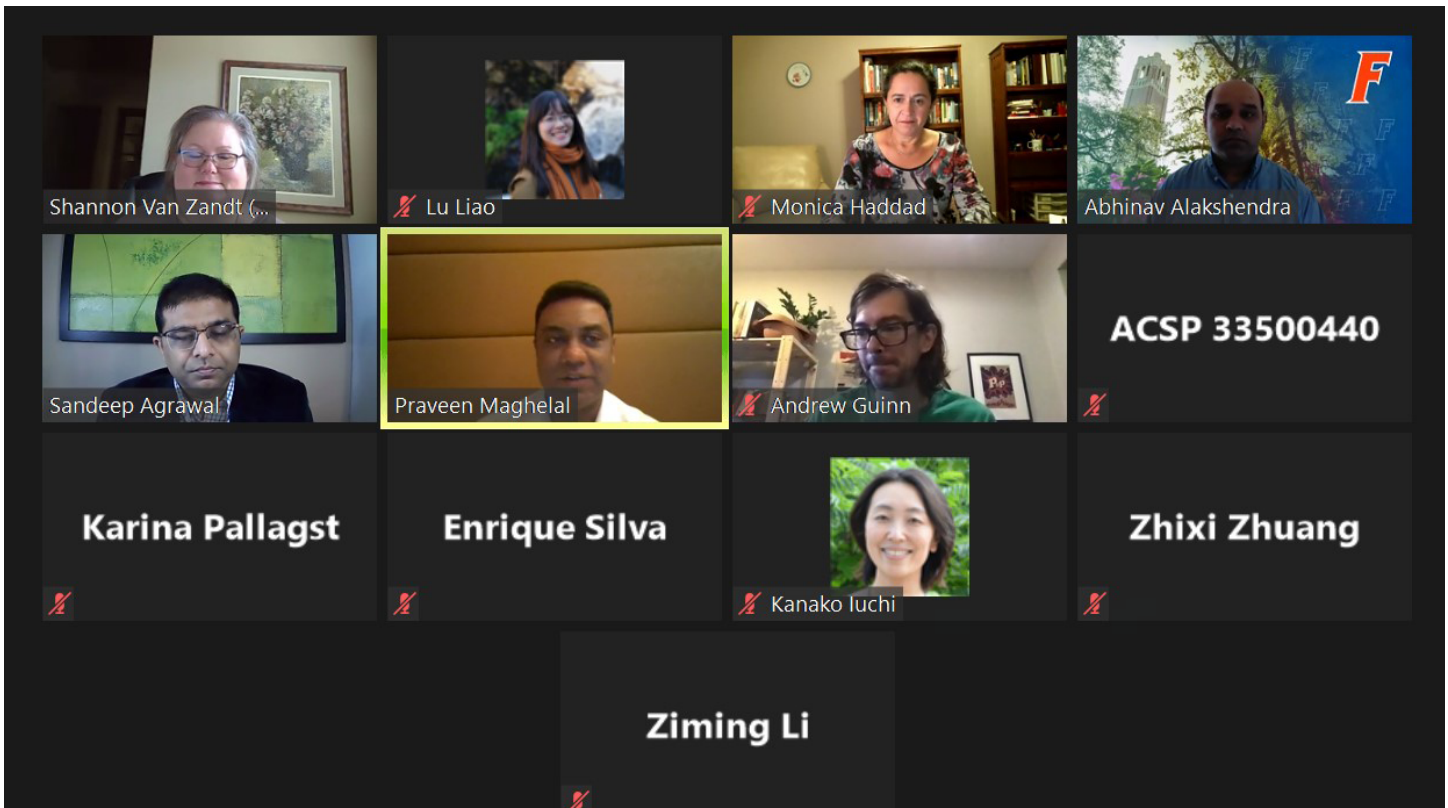 Shannon Van Zandt (...
Lu Liao
Monica Haddad
F
Abhinav Alakshendra
Sandeep Agrawal
Praveen Maghelal
Andrew Guinn
ACSP 33500440
Karina Pallagst
Enrique Silva
Kanako Iuchi
Zhixi Zhuang
Ziming Li